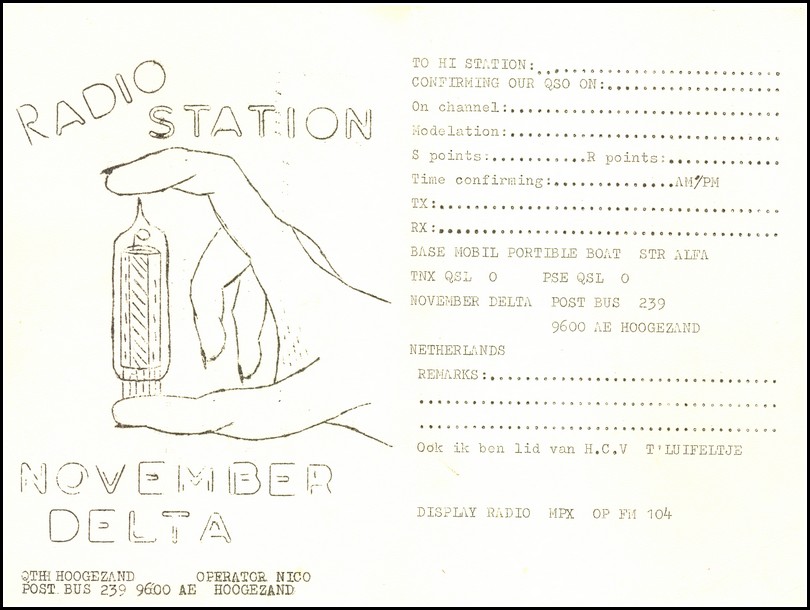 RADIO
STATION
NOVEMBER
DELTA
QTH HOOGEZAND OPERATOR NICO
POST BUS 239 9600 AE HOOGEZAND
TO HI STATION:..............................
CONFIRMING OUR QSO ON:......................
On channel:.................................
Modelation:.................................
S points:...........R points:...............
Time confirming:..............AM/PM
TX:.........................................
RX:.........................................
BASE MOBIL PORTIBLE BOAT STR ALFA
TNX QSL O PSE QSL O
NOVEMBER DELTA POST BUS 239
9600 AE HOOGEZAND
NETHERLANDS
REMARKS:....................................
............................................
............................................
Ook ik ben lid van H.C.V T'LUIFELTJE
DISPLAY RADIO MPX OP FM 104